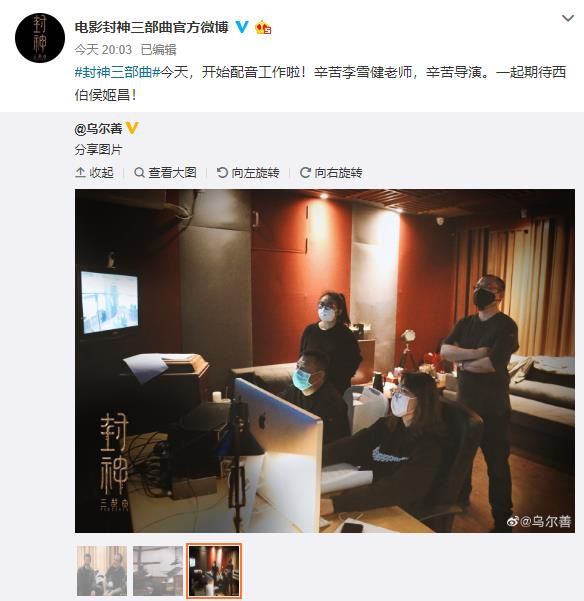 封神
三部曲
电影封神三部曲官方微博
今天 20:03 已编辑
#封神三部曲#今天，开始配音工作啦！辛苦李雪健老师，辛苦导演。一起期待西
伯侯姬昌！
@乌尔善
分享图片
收起 查看大图 向左旋转 向右旋转
封神
三部曲
@乌尔善